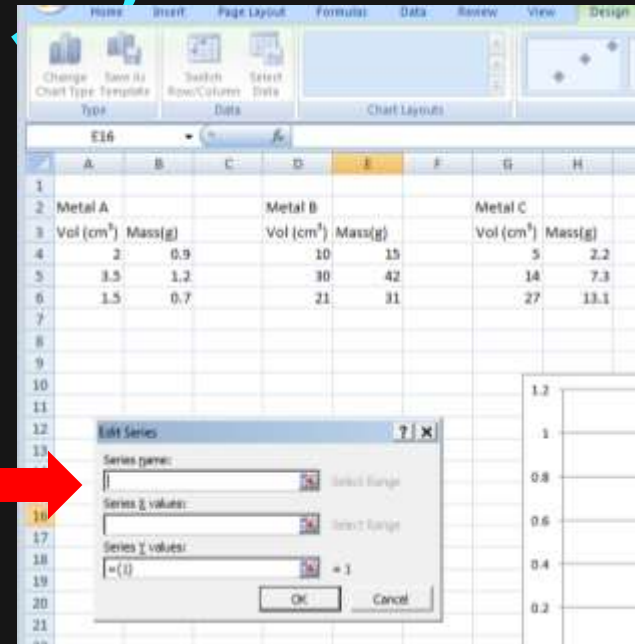 Home Insert Page Layout Formulas Data Review View Design
Change Chart Type Save As Template Switch Row/Column Select Data
Type Data Chart Layouts
E16 fx
A B C D E F G H
1
2 Metal A Metal B Metal C
3 Vol (cm³) Mass(g) Vol (cm³) Mass(g) Vol (cm³) Mass(g)
4 2 0.9 10 15 5 2.2
5 3.5 1.2 30 42 14 7.3
6 1.5 0.7 21 31 27 13.1
7
8
9
10
11
12
13
16
17
18
19
20
21
1.2
1
0.8
0.6
0.4
0.2
Edit Series ? X
Series name:
Select Range
Series X values:
Select Range
Series Y values:
={1} = 1
OK Cancel